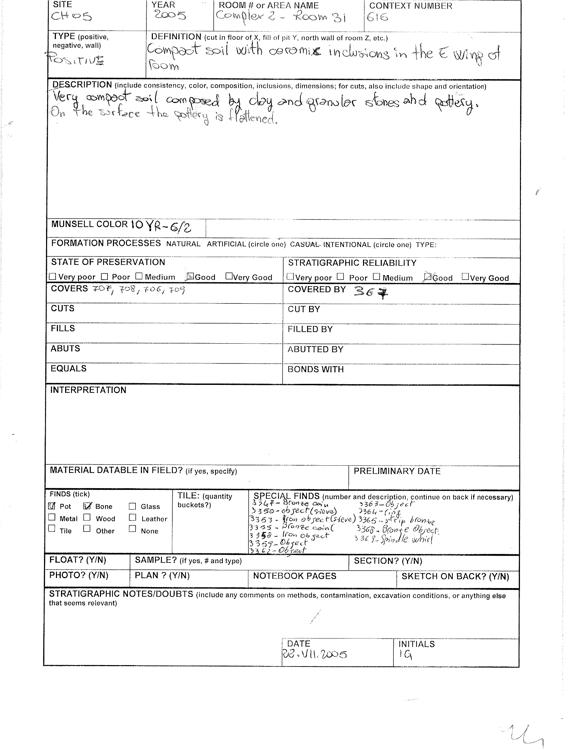 SITE YEAR ROOM # or AREA NAME CONTEXT NUMBER
CH05 2005 Complex 2 - Room 31 616
TYPE (positive, negative, wall) DEFINITION (cut in floor of X, fill of pit Y, north wall of room Z, etc.)
POSITIVE Compact soil with ceramic inclusions in the E wing of
room
DESCRIPTION (include consistency, color, composition, inclusions, dimensions; for cuts, also include shape and orientation)
Very compact soil composed by clay and granular stones and pottery.
On the surface the pottery is flattened.
MUNSELL COLOR 10 YR-6/2
FORMATION PROCESSES NATURAL ARTIFICIAL (circle one) CASUAL- INTENTIONAL (circle one) TYPE:
STATE OF PRESERVATION STRATIGRAPHIC RELIABILITY
Very poor Poor Medium Good Very Good Very poor Poor Medium Good Very Good
COVERS 707, 708, 706, 709 COVERED BY 367
CUTS CUT BY
FILLS FILLED BY
ABUTS ABUTTED BY
EQUALS BONDS WITH
INTERPRETATION
MATERIAL DATABLE IN FIELD? (if yes, specify) PRELIMINARY DATE
FINDS (tick) TILE: (quantity buckets?) SPECIAL FINDS (number and description, continue on back if necessary)
Pot Bone Glass
Metal Wood Leather
Tile Other None
Bronze coin 3363-Object
3350-object (sieve)
3353-Iron object (sieve) 3365-strip bronze
3355-Bronze coin 3368-Bronze Object
3358-Iron object Spindle whirl
3359-Object
3362-Object
FLOAT? (Y/N) SAMPLE? (if yes, # and type) SECTION? (Y/N)
PHOTO? (Y/N) PLAN ? (Y/N) NOTEBOOK PAGES SKETCH ON BACK? (Y/N)
STRATIGRAPHIC NOTES/DOUBTS (include any comments on methods, contamination, excavation conditions, or anything else
that seems relevant)
DATE INITIALS
22.VII.2005 IG